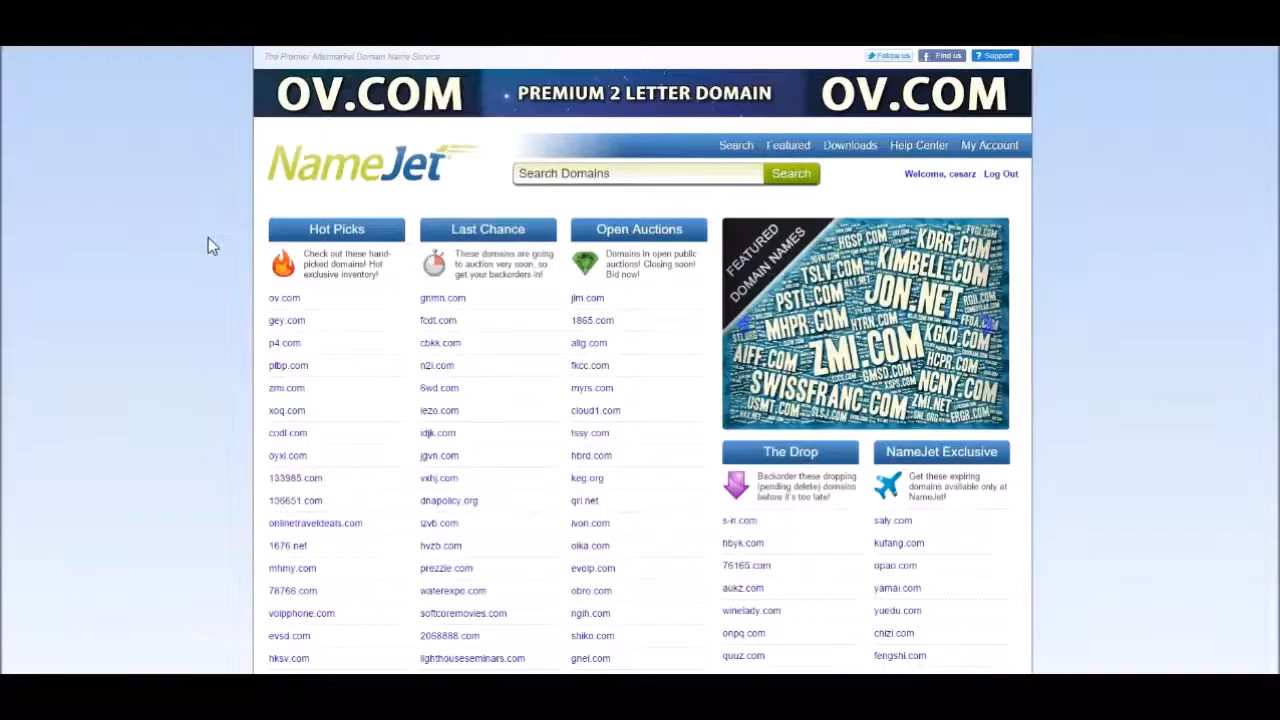 The Premier Aftermarket Domain Name Service
Follow us
Find us
Support
OV.COM PREMIUM 2 LETTER DOMAIN OV.COM
NameJet
Search Featured Downloads Help Center My Account
Search Domains Search
Welcome, cesarz Log Out
Hot Picks
Check out these hand-
picked domains! Hot
exclusive inventory!
ov.com
gey.com
p4.com
plbp.com
zmi.com
xoq.com
codl.com
oyxi.com
133985.com
136651.com
onlinetraveldeals.com
1676.net
mhmy.com
78766.com
voipphone.com
evsd.com
hksv.com
Last Chance
These domains are going
to auction very soon, so
get your backorders in!
fcdt.com
cbkk.com
n2i.com
6wd.com
iezo.com
idjk.com
jgvn.com
vxhj.com
dnapolicy.org
izvb.com
hvzb.com
prezzie.com
waterexpo.com
softcoremovies.com
2068888.com
lighthouseseminars.com
Open Auctions
Domains in open public
auctions! Closing soon!
Bid now!
jlm.com
1865.com
allg.com
fkcc.com
myrs.com
cloud1.com
tssy.com
hbrd.com
keg.org
qri.net
ivon.com
oika.com
evolp.com
obro.com
ngih.com
shiko.com
gnei.com
FEATURED
DOMAIN NAMES
HGSP.COM
KDRR.COM
TSLV.COM
KIMBELL.COM
PSTL.COM
JON.NET
MHPR.COM
HTRN.COM
KGKD.COM
AIFF.COM
ZMI.COM
HCPR.COM
GMSD.COM
SWISSFRANC.COM
NCNY.COM
USMT.COM
SLSJ.COM
ZMI.NET
ERGR.COM
The Drop
Backorder these dropping
(pending delete) domains
before it's too late!
s-n.com
hbyk.com
76165.com
aukz.com
winelady.com
onpq.com
quuz.com
NameJet Exclusive
Get these expiring
domains available only at
NameJet!
saly.com
kufang.com
opao.com
yamai.com
yuedu.com
chizi.com
fengshi.com